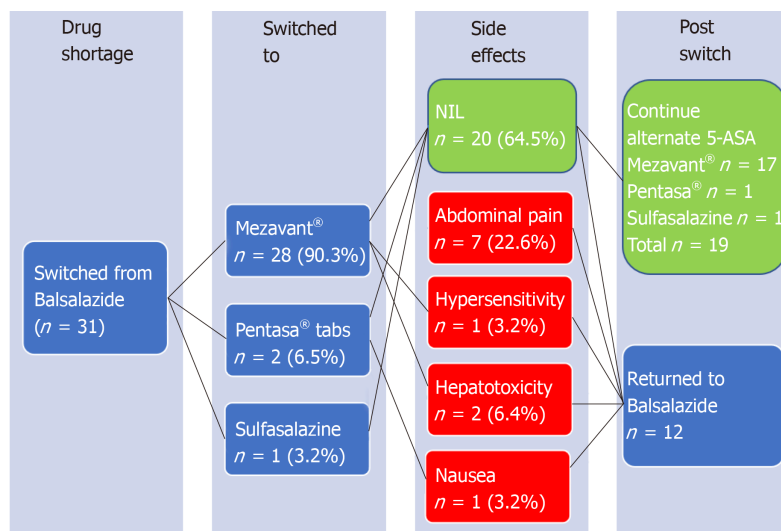 Drug
shortage
Switched
to
Side
effects
Post
switch
Switched from
Balsalazide
(n = 31)
Mezavant®
n = 28 (90.3%)
Pentasa® tabs
n = 2 (6.5%)
Sulfasalazine
n = 1 (3.2%)
NIL
n = 20 (64.5%)
Abdominal pain
n = 7 (22.6%)
Hypersensitivity
n = 1 (3.2%)
Hepatotoxicity
n = 2 (6.4%)
Nausea
n = 1 (3.2%)
Continue
alternate 5-ASA
Mezavant® n = 17
Pentasa® n = 1
Sulfasalazine n = 1
Total n = 19
Returned to
Balsalazide
n = 12